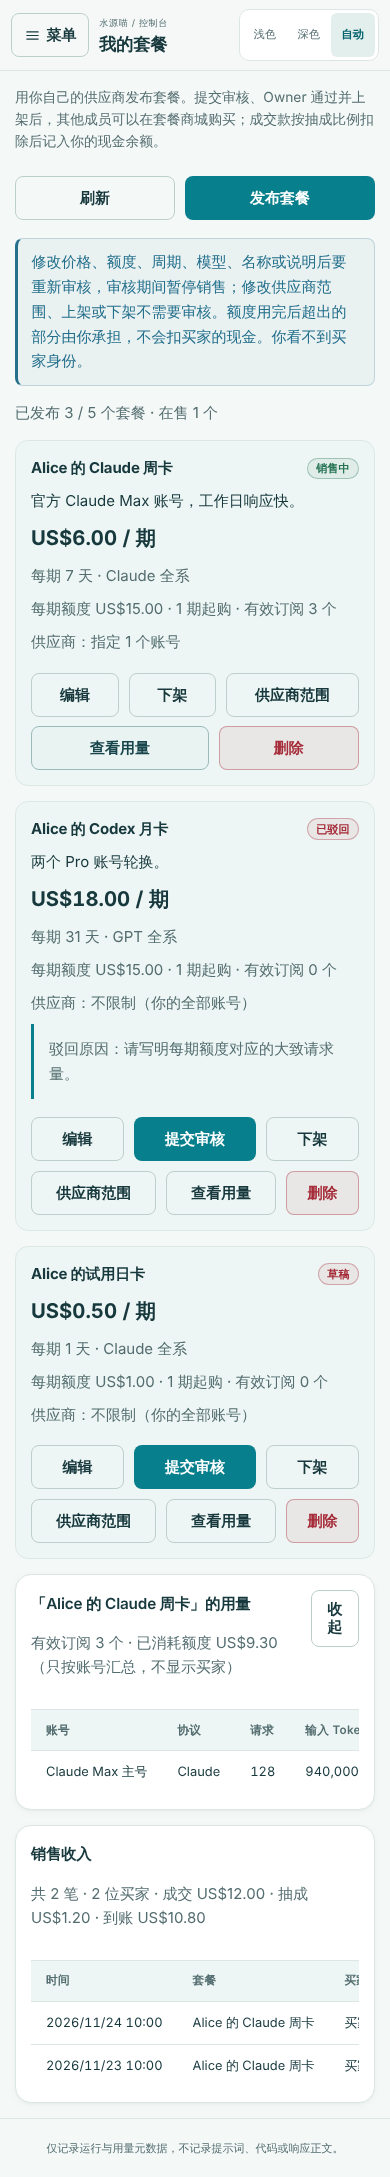 菜单
水源喵 / 控制台
我的套餐
浅色 深色 自动
用你自己的供应商发布套餐。提交审核、Owner 通过并上
架后，其他成员可以在套餐商城购买；成交款按抽成比例扣
除后记入你的现金余额。
刷新 发布套餐
修改价格、额度、周期、模型、名称或说明后要
重新审核，审核期间暂停销售；修改供应商范
围、上架或下架不需要审核。额度用完后超出的
部分由你承担，不会扣买家的现金。你看不到买
家身份。
已发布 3 / 5 个套餐 · 在售 1 个
Alice 的 Claude 周卡 销售中
官方 Claude Max 账号，工作日响应快。
US$6.00 / 期
每期 7 天 · Claude 全系
每期额度 US$15.00 · 1 期起购 · 有效订阅 3 个
供应商：指定 1 个账号
编辑 下架 供应商范围
查看用量 删除
Alice 的 Codex 月卡 已驳回
两个 Pro 账号轮换。
US$18.00 / 期
每期 31 天 · GPT 全系
每期额度 US$15.00 · 1 期起购 · 有效订阅 0 个
供应商：不限制（你的全部账号）
驳回原因：请写明每期额度对应的大致请求
量。
编辑 提交审核 下架
供应商范围 查看用量 删除
Alice 的试用日卡 草稿
US$0.50 / 期
每期 1 天 · Claude 全系
每期额度 US$1.00 · 1 期起购 · 有效订阅 0 个
供应商：不限制（你的全部账号）
编辑 提交审核 下架
供应商范围 查看用量 删除
「Alice 的 Claude 周卡」的用量
收
起
有效订阅 3 个 · 已消耗额度 US$9.30
（只按账号汇总，不显示买家）
账号 协议 请求 输入 Toke
Claude Max 主号 Claude 128 940,000
销售收入
共 2 笔 · 2 位买家 · 成交 US$12.00 · 抽成
US$1.20 · 到账 US$10.80
时间 套餐 买
2026/11/24 10:00 Alice 的 Claude 周卡 买
2026/11/23 10:00 Alice 的 Claude 周卡 买
仅记录运行与用量元数据，不记录提示词、代码或响应正文。